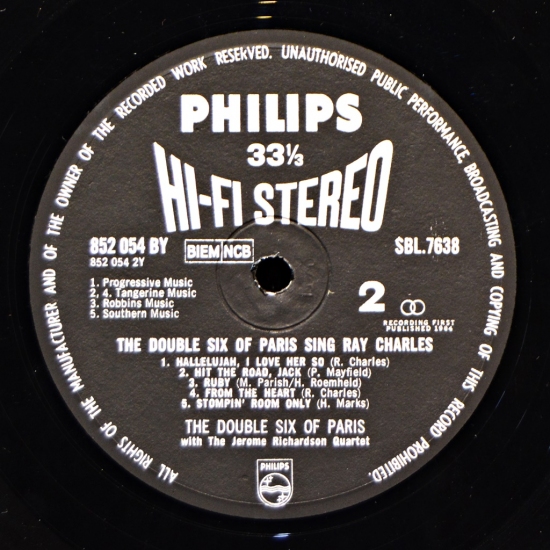 ALL RIGHTS OF THE MANUFACTURER AND OF THE OWNER OF THE RECORDED WORK RESERVED. UNAUTHORISED PUBLIC PERFORMANCE, BROADCASTING AND COPYING OF THIS RECORD PROHIBITED.
PHILIPS
33⅓
HI-FI STEREO
852 054 BY
BIEM NCB
SBL.7638
852 054 2Y
1. Progressive Music
2. 4. Tangerine Music
3. Robbins Music
5. Southern Music
2
RECORDING FIRST
PUBLISHED 1966
THE DOUBLE SIX OF PARIS SING RAY CHARLES
1. HALLELUJAH, I LOVE HER SO (R. Charles)
2. HIT THE ROAD, JACK (P. Mayfield)
3. RUBY (M. Parish/H. Roemheld)
4. FROM THE HEART (R. Charles)
5. STOMPIN' ROOM ONLY (H. Marks)
THE DOUBLE SIX OF PARIS
with The Jerome Richardson Quartet
PHILIPS